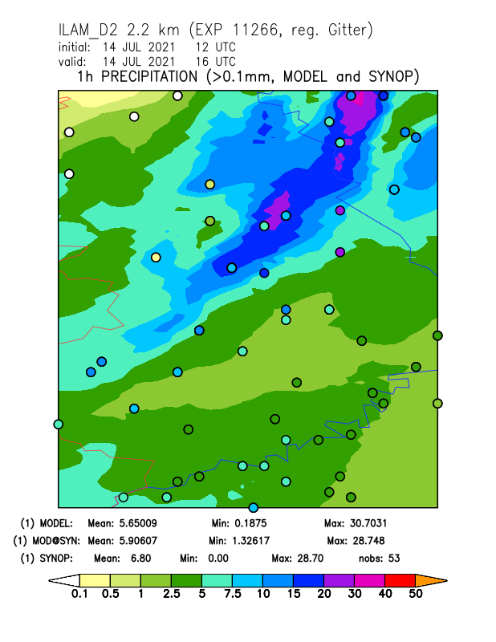 ILAM_D2 2.2 km (EXP 11266, reg. Gitter)
initial: 14 JUL 2021 12 UTC
valid: 14 JUL 2021 16 UTC
1h PRECIPITATION (>0.1mm, MODEL and SYNOP)
(1) MODEL: Mean: 5.65009 Min: 0.1875 Max: 30.7031
(1) MOD@SYN: Mean: 5.90607 Min: 1.32617 Max: 28.748
(1) SYNOP: Mean: 6.80 Min: 0.00 Max: 28.70 nobs: 53
0.1 0.5 1 2.5 5 7.5 10 15 20 30 40 50